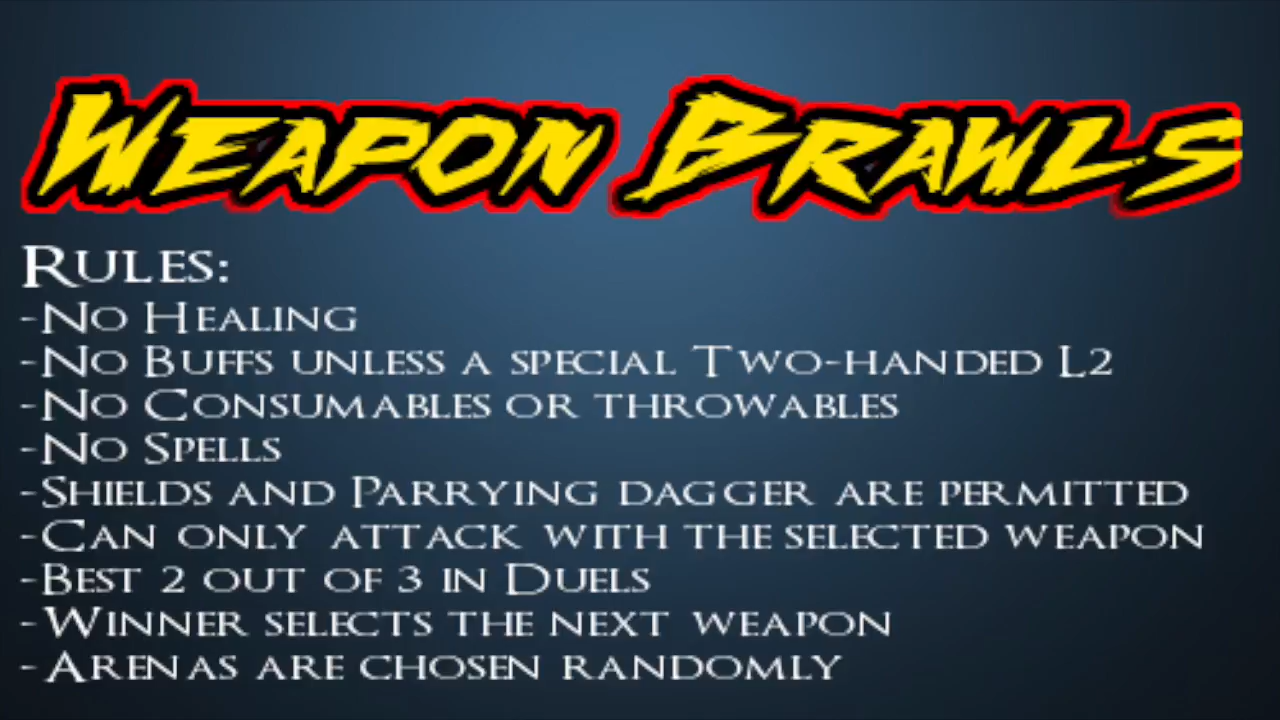 Weapon Brawls
Rules:
-No Healing
-No Buffs unless a special Two-handed L2
-No Consumables or throwables
-No Spells
-Shields and Parrying dagger are permitted
-Can only attack with the selected weapon
-Best 2 out of 3 in Duels
-Winner selects the next weapon
-Arenas are chosen randomly